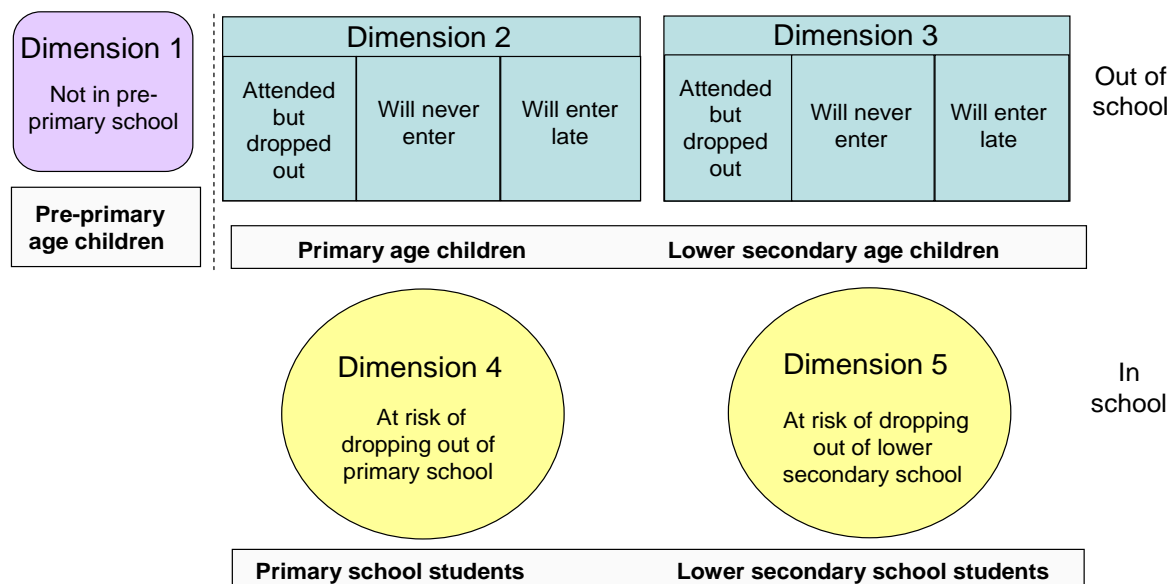 Dimension 1
Not in pre-
primary school
Pre-primary
age children
Dimension 2
Attended
but
dropped
out
Will never
enter
Will enter
late
Dimension 3
Attended
but
dropped
out
Will never
enter
Will enter
late
Out of
school
Primary age children
Lower secondary age children
Dimension 4
At risk of
dropping out of
primary school
Dimension 5
At risk of dropping
out of lower
secondary school
In
school
Primary school students
Lower secondary school students